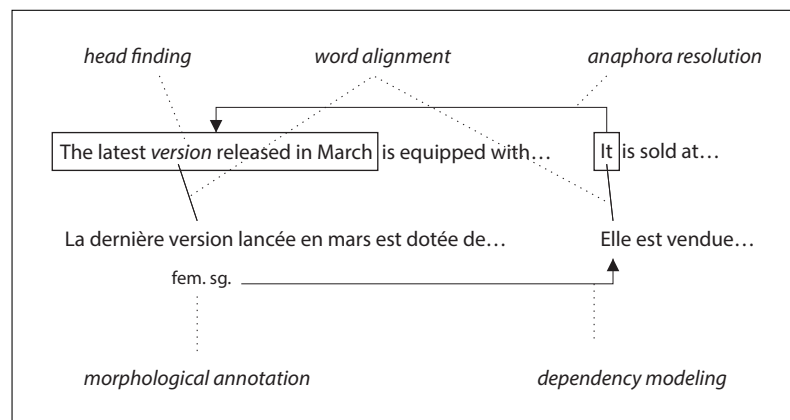 head finding word alignment anaphora resolution
The latest version released in March is equipped with… It is sold at…
La dernière version lancée en mars est dotée de… Elle est vendue…
fem. sg.
morphological annotation dependency modeling